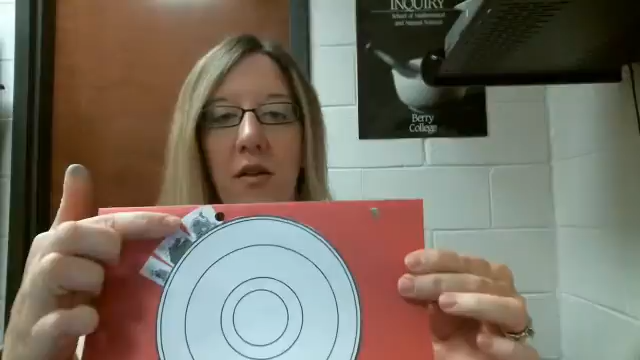 INQUIRY
School of Mathematical
and Natural Sciences
Berry
College